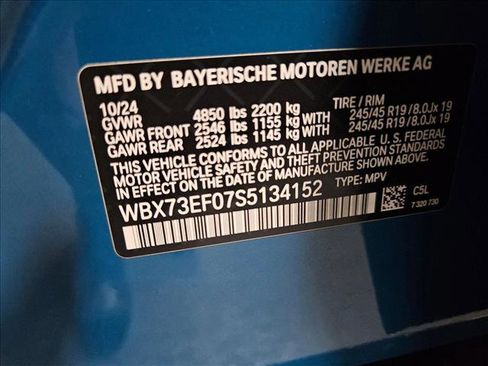 MFD BY BAYERISCHE MOTOREN WERKE AG
10/24 TIRE / RIM
GVWR 4850 lbs 2200 kg
GAWR FRONT 2546 lbs 1155 kg 245/45 R19 / 8.0Jx 19
GAWR REAR 2524 lbs 1145 kg 245/45 R19 / 8.0Jx 19
THIS VEHICLE CONFORMS TO ALL APPLICABLE U.S. FEDERAL
MOTOR VEHICLE SAFETY, BUMPER, AND THEFT PREVENTION
STANDARDS IN EFFECT ON THE DATE OF MANUFACTURE SHOWN ABOVE.
WBX73EF07S5134152 TYPE: MPV C5L
7 320 730